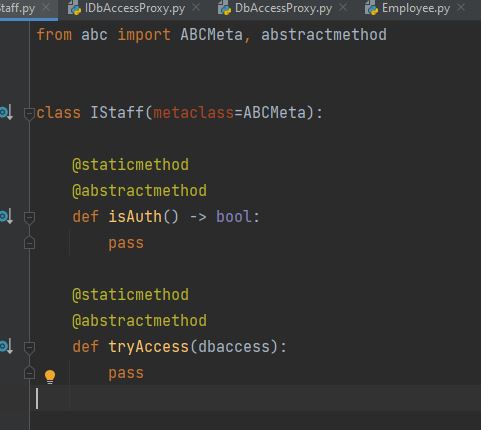 Staff.py IDbAccessProxy.py DbAccessProxy.py Employee.py
from abc import ABCMeta, abstractmethod
class IStaff(metaclass=ABCMeta):
@staticmethod
@abstractmethod
def isAuth() -> bool:
pass
@staticmethod
@abstractmethod
def tryAccess(dbaccess):
pass